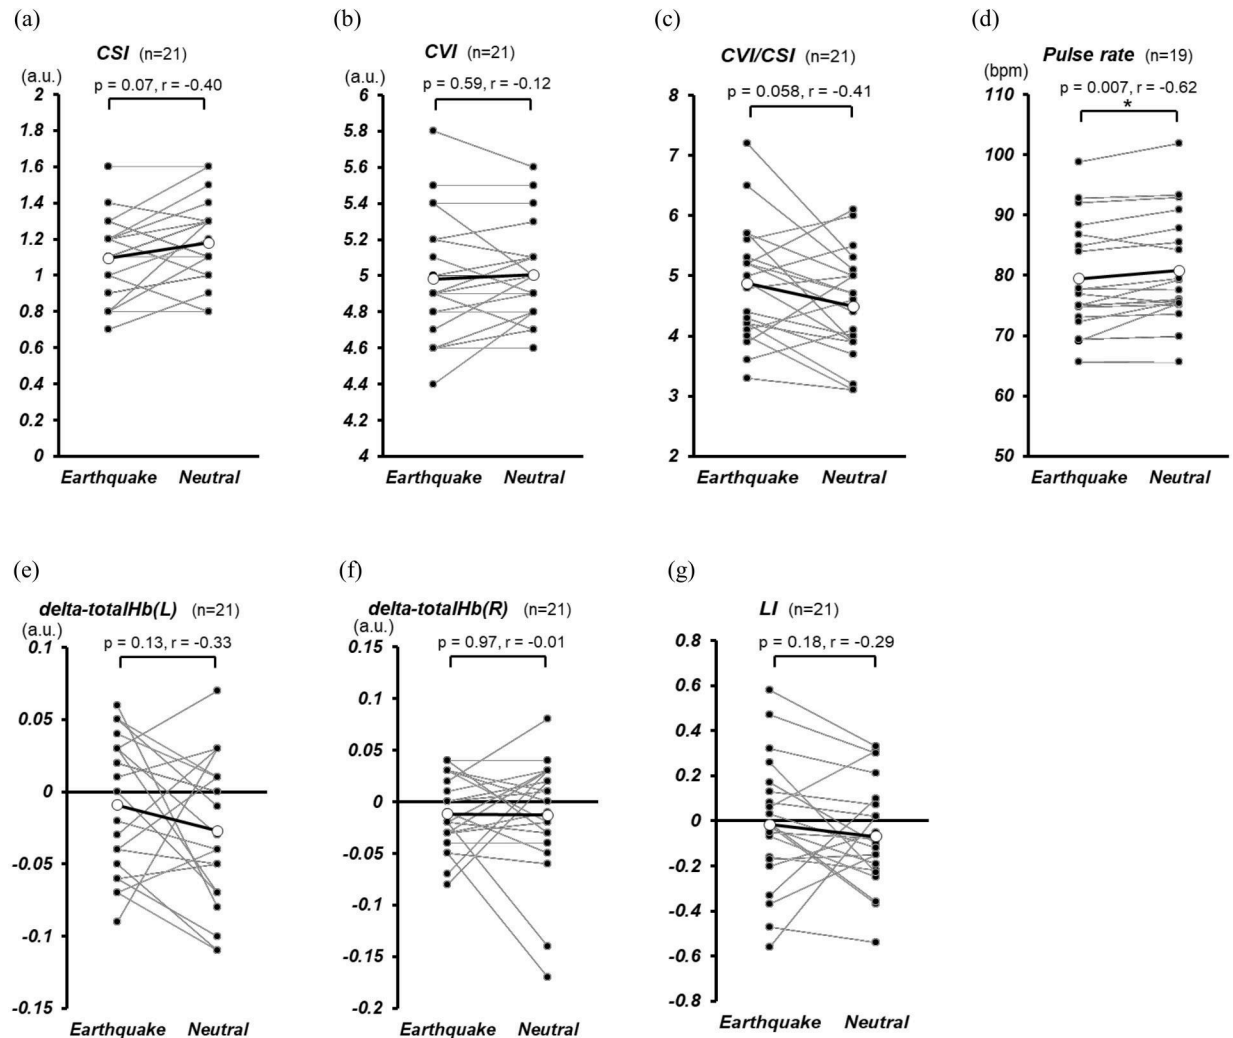 (a)
CSI (n=21)
(a.u.)
p = 0.07, r = -0.40
2
1.8
1.6
1.4
1.2
1
0.8
0.6
0.4
0.2
0
Earthquake Neutral
(b)
CVI (n=21)
(a.u.)
p = 0.59, r = -0.12
6
5.8
5.6
5.4
5.2
5
4.8
4.6
4.4
4.2
4
Earthquake Neutral
(c)
CVI/CSI (n=21)
p = 0.058, r = -0.41
8
7
6
5
4
3
2
Earthquake Neutral
(d)
Pulse rate (n=19)
(bpm)
p = 0.007, r = -0.62
*
110
100
90
80
70
60
50
Earthquake Neutral
(e)
delta-totalHb(L) (n=21)
(a.u.)
p = 0.13, r = -0.33
0.1
0.05
0
-0.05
-0.1
-0.15
Earthquake Neutral
(f)
delta-totalHb(R) (n=21)
(a.u.)
p = 0.97, r = -0.01
0.15
0.1
0.05
0
-0.05
-0.1
-0.15
-0.2
Earthquake Neutral
(g)
LI (n=21)
p = 0.18, r = -0.29
0.8
0.6
0.4
0.2
0
-0.2
-0.4
-0.6
-0.8
Earthquake Neutral